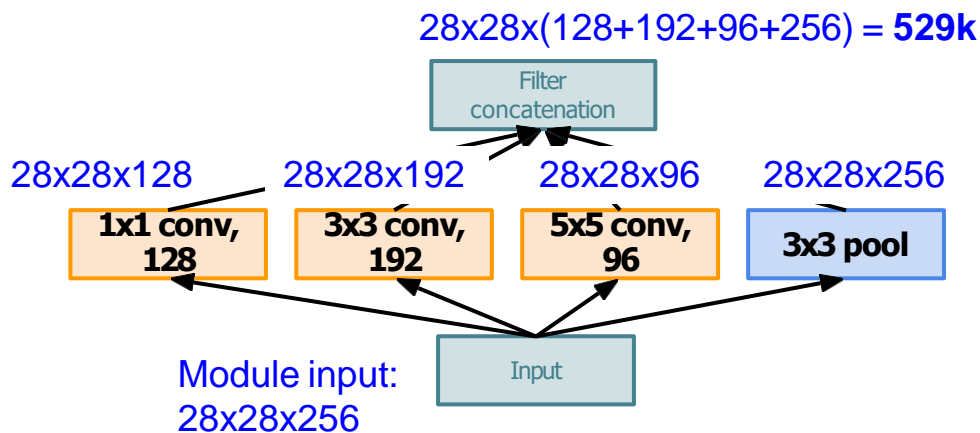 28x28x(128+192+96+256) = 529k
Filter
concatenation
28x28x128
28x28x192
28x28x96
28x28x256
1x1 conv,
128
3x3 conv,
192
5x5 conv,
96
3x3 pool
Input
Module input:
28x28x256